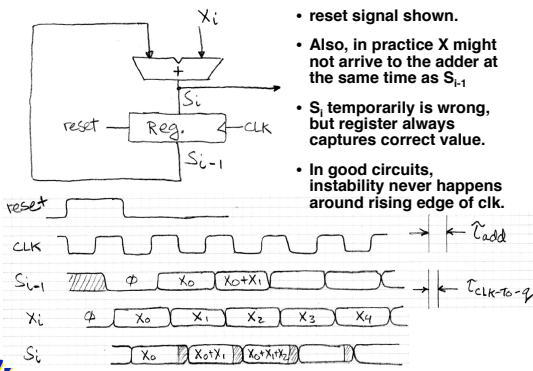 Xi
+
Si
reset
Reg.
CLK
Si-1
• reset signal shown.
• Also, in practice X might
not arrive to the adder at
the same time as Si-1
• Si temporarily is wrong,
but register always
captures correct value.
• In good circuits,
instability never happens
around rising edge of clk.
reset
CLK
τadd
Si-1 Φ X0 X0+X1
τCLK-TO-q
Xi Φ X0 X1 X2 X3 X4
Si X0 X0+X1 X0+X1+X2